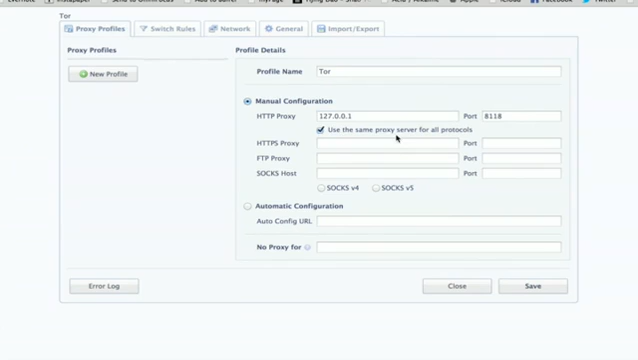 Tor
Proxy Profiles Switch Rules Network General Import/Export
Proxy Profiles
New Profile
Profile Details
Profile Name Tor
Manual Configuration
HTTP Proxy 127.0.0.1 Port 8118
Use the same proxy server for all protocols
HTTPS Proxy Port
FTP Proxy Port
SOCKS Host Port
SOCKS v4 SOCKS v5
Automatic Configuration
Auto Config URL
No Proxy for
Error Log Close Save